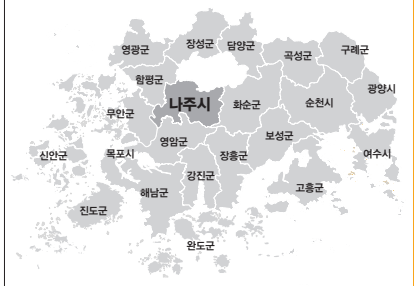 영광군
장성군
담양군
곡성군
구례군
함평군
나주시
화순군
순천시
광양시
무안군
신안군
목포시
영암군
장흥군
보성군
여수시
강진군
해남군
고흥군
진도군
완도군